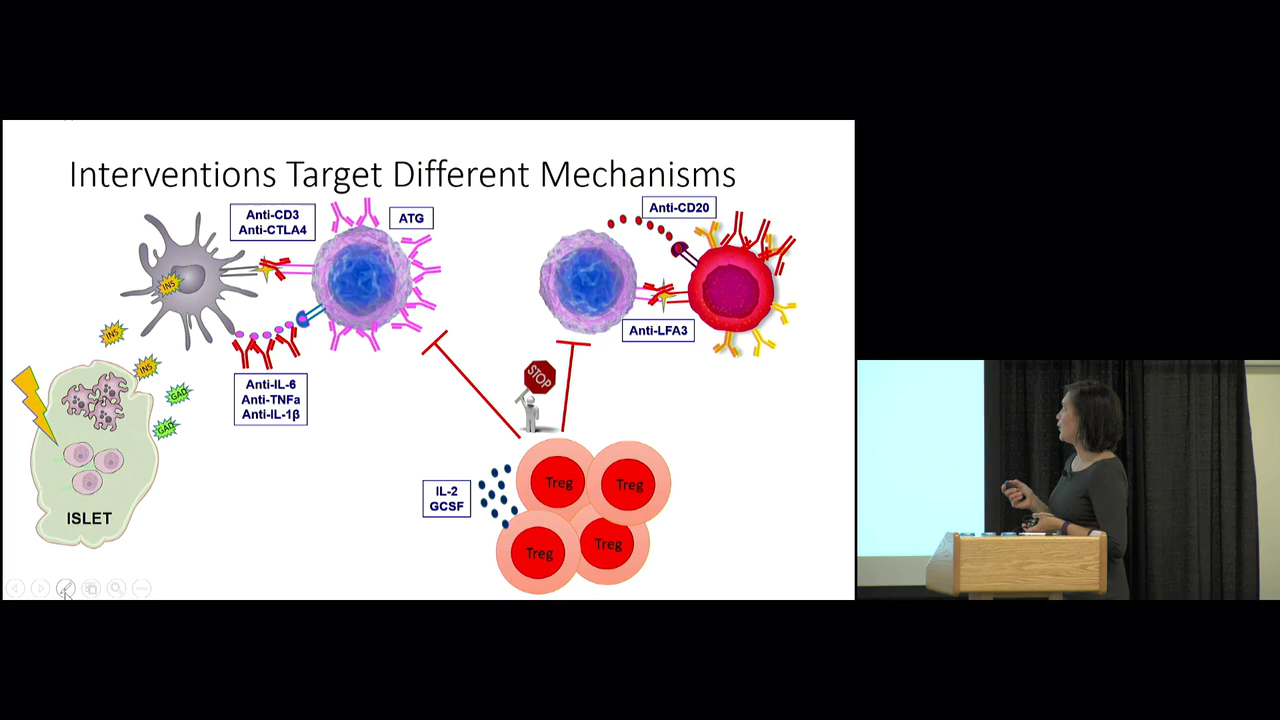 Interventions Target Different Mechanisms
Anti-CD3
Anti-CTLA4
ATG
Anti-CD20
INS
INS
INS
GAD
GAD
Anti-LFA3
Anti-IL-6
Anti-TNFa
Anti-IL-1β
STOP
IL-2
GCSF
Treg
Treg
Treg
Treg
ISLET